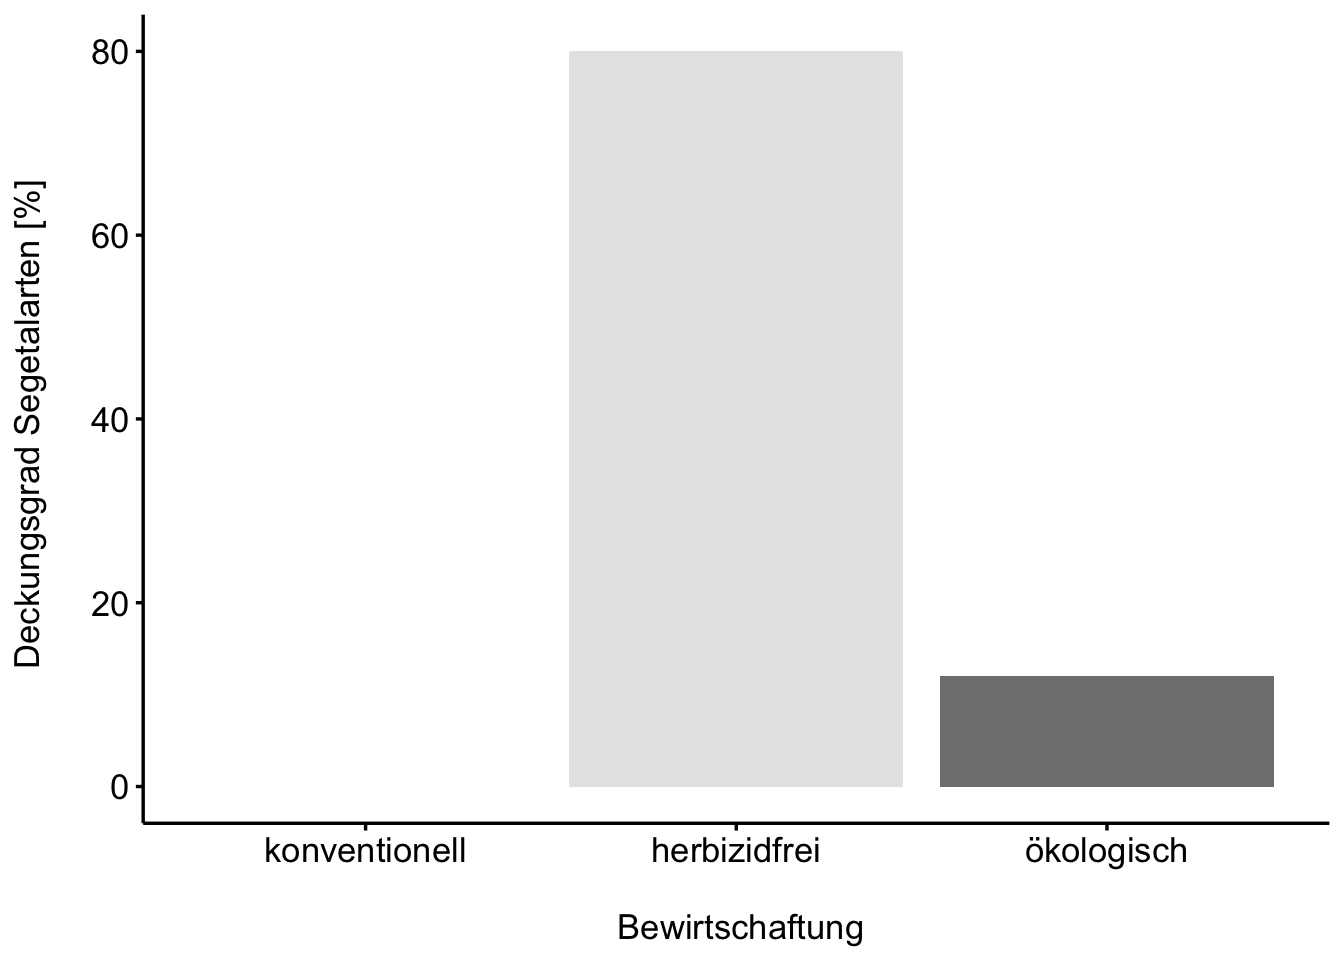 Deckungsgrad Segetalarten [%]
80
60
40
20
0
konventionell herbizidfrei ökologisch
Bewirtschaftung